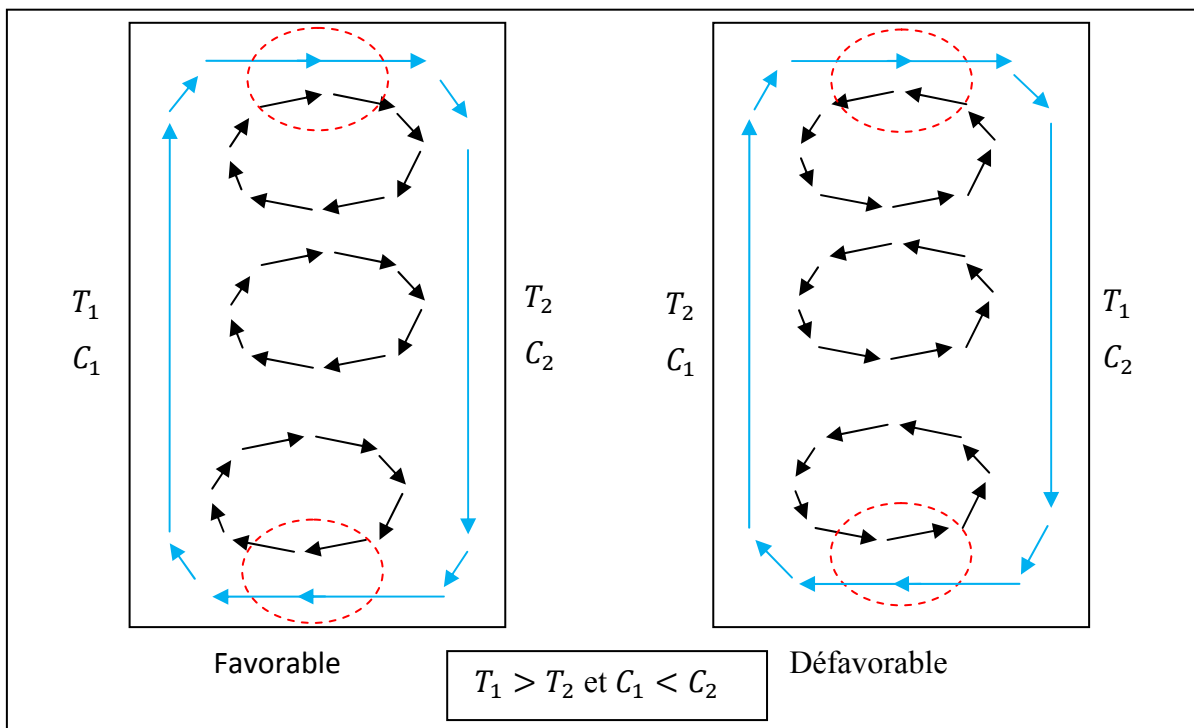 T₁
C₁
T₂
C₂
T₂
C₁
T₁
C₂
Favorable
Défavorable
T₁ > T₂ et C₁ < C₂